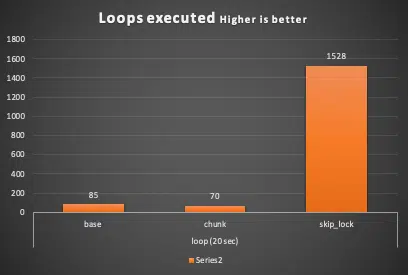 Loops executed Higher is better
1800
1600
1400
1200
1000
800
600
400
200
0
85
70
1528
base
chunk
skip_lock
loop (20 sec)
Series2